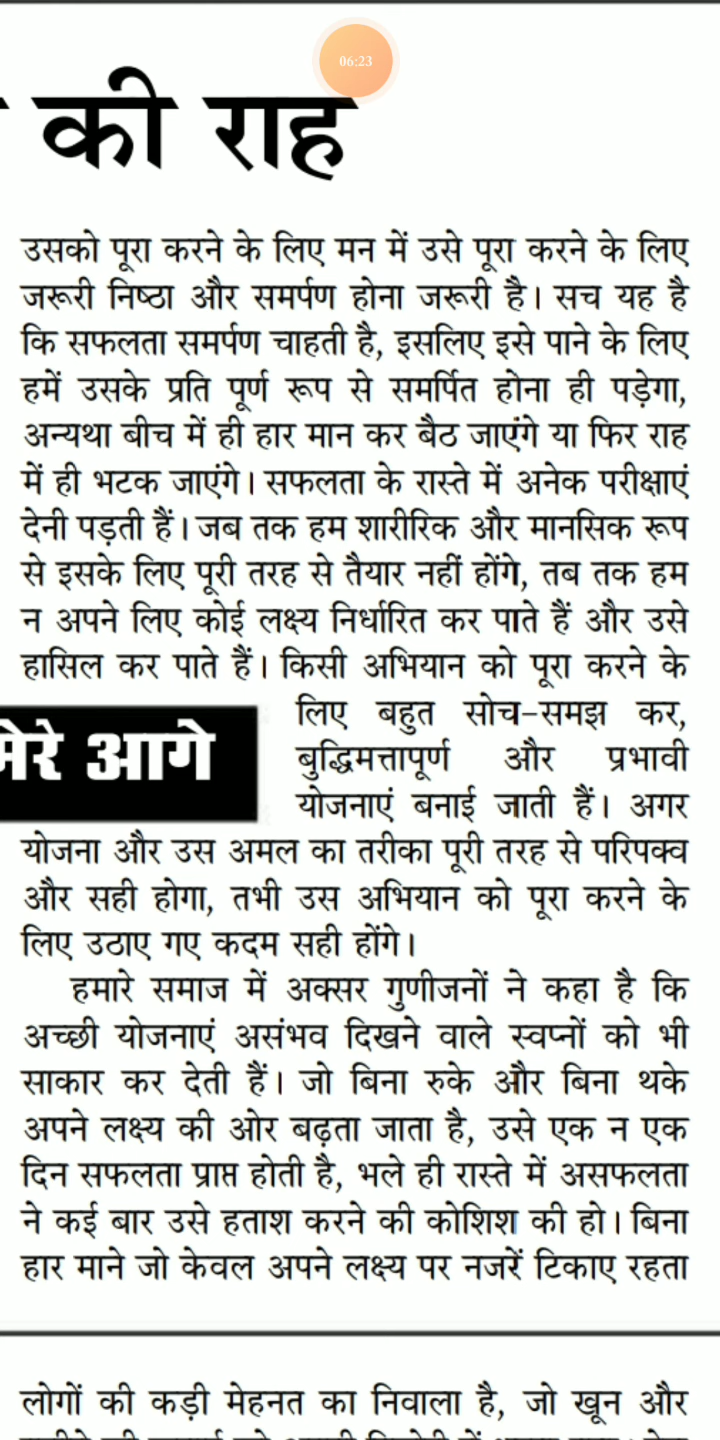 06:23
की राह
उसको पूरा करने के लिए मन में उसे पूरा करने के लिए
जरूरी निष्ठा और समर्पण होना जरूरी है। सच यह है
कि सफलता समर्पण चाहती है, इसलिए इसे पाने के लिए
हमें उसके प्रति पूर्ण रूप से समर्पित होना ही पड़ेगा,
अन्यथा बीच में ही हार मान कर बैठ जाएंगे या फिर राह
में ही भटक जाएंगे। सफलता के रास्ते में अनेक परीक्षाएं
देनी पड़ती हैं। जब तक हम शारीरिक और मानसिक रूप
से इसके लिए पूरी तरह से तैयार नहीं होंगे, तब तक हम
न अपने लिए कोई लक्ष्य निर्धारित कर पाते हैं और उसे
हासिल कर पाते हैं। किसी अभियान को पूरा करने के
लिए बहुत सोच-समझ कर,
बुद्धिमत्तापूर्ण और प्रभावी
योजनाएं बनाई जाती हैं। अगर
मेरे आगे
योजना और उस अमल का तरीका पूरी तरह से परिपक्व
और सही होगा, तभी उस अभियान को पूरा करने के
लिए उठाए गए कदम सही होंगे।
हमारे समाज में अक्सर गुणीजनों ने कहा है कि
अच्छी योजनाएं असंभव दिखने वाले स्वप्नों को भी
साकार कर देती हैं। जो बिना रुके और बिना थके
अपने लक्ष्य की ओर बढ़ता जाता है, उसे एक न एक
दिन सफलता प्राप्त होती है, भले ही रास्ते में असफलता
ने कई बार उसे हताश करने की कोशिश की हो। बिना
हार माने जो केवल अपने लक्ष्य पर नजरें टिकाए रहता
लोगों की कड़ी मेहनत का निवाला है, जो खून और